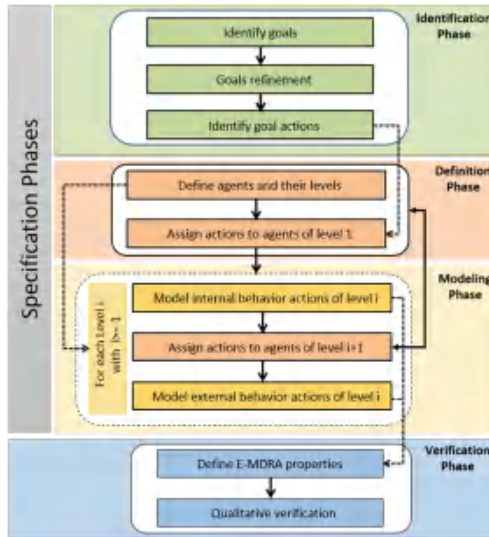 Identification
Phase
Identify goals
Goals refinement
Identify goal actions
Specification Phases
Definition
Phase
Define agents and their levels
Assign actions to agents of level 1
Modeling
Phase
For each Level i
with i>= 1
Model internal behavior actions of level i
Assign actions to agents of level i+1
Model external behavior actions of level i
Verification
Phase
Define E-MDRA properties
Qualitative verification